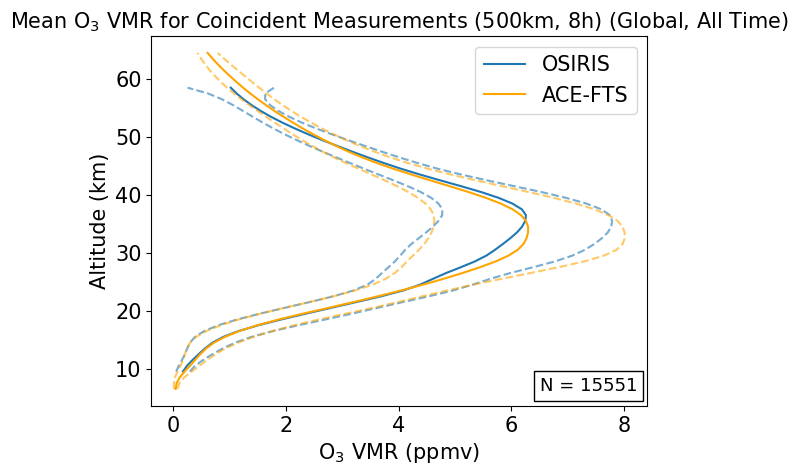 Mean O₃ VMR for Coincident Measurements (500km, 8h) (Global, All Time)
OSIRIS
ACE-FTS
60
50
40
30
20
10
Altitude (km)
N = 15551
0 2 4 6 8
O₃ VMR (ppmv)